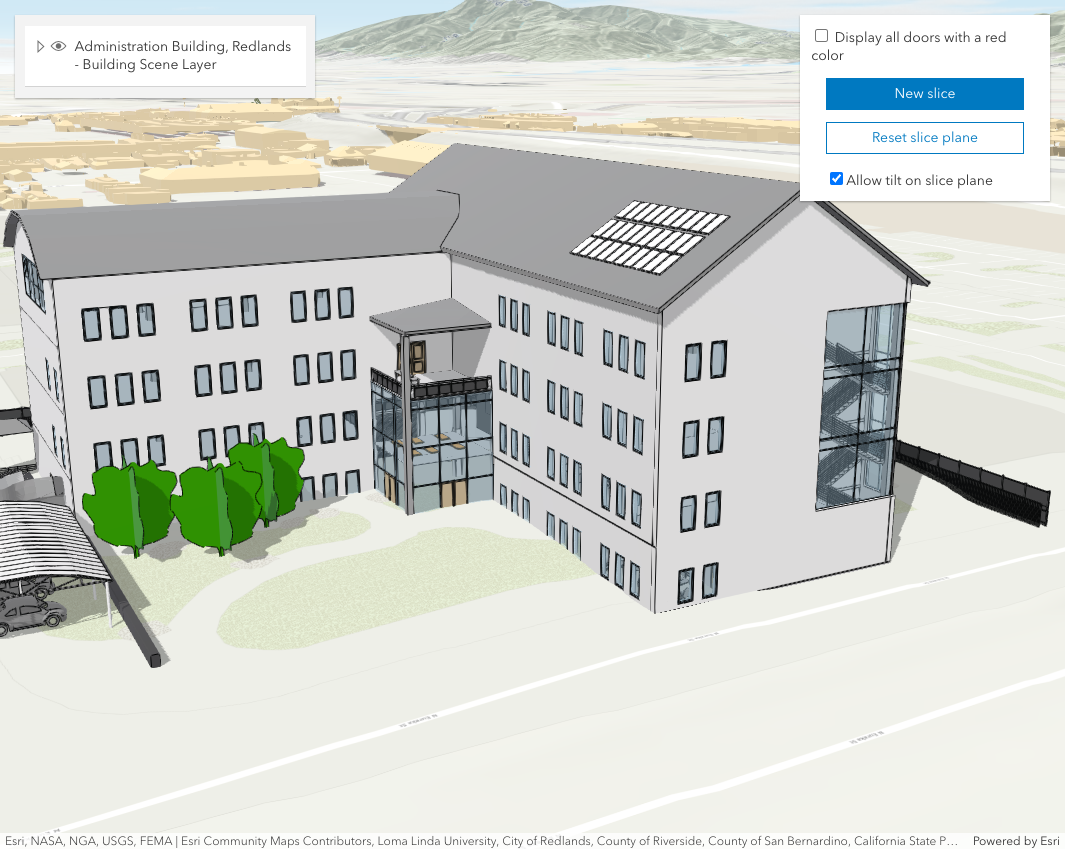 Administration Building, Redlands
- Building Scene Layer
Display all doors with a red
color
New slice
Reset slice plane
Allow tilt on slice plane
Esri, NASA, NGA, USGS, FEMA | Esri Community Maps Contributors, Loma Linda University, City of Redlands, County of Riverside, County of San Bernardino, California State P…
Powered by Esri